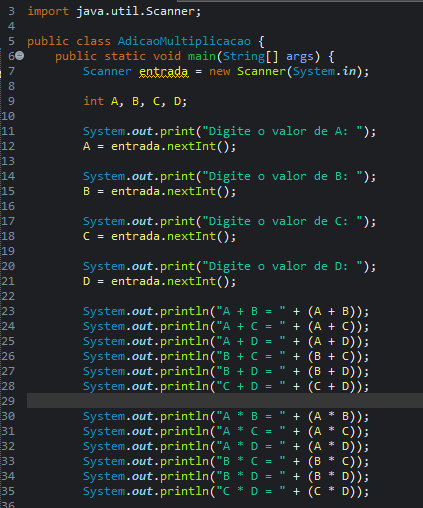 3 import java.util.Scanner;
4
5 public class AdicaoMultiplicacao {
6 public static void main(String[] args) {
7 Scanner entrada = new Scanner(System.in);
8
9 int A, B, C, D;
10
11 System.out.print("Digite o valor de A: ");
12 A = entrada.nextInt();
13
14 System.out.print("Digite o valor de B: ");
15 B = entrada.nextInt();
16
17 System.out.print("Digite o valor de C: ");
18 C = entrada.nextInt();
19
20 System.out.print("Digite o valor de D: ");
21 D = entrada.nextInt();
22
23 System.out.println("A + B = " + (A + B));
24 System.out.println("A + C = " + (A + C));
25 System.out.println("A + D = " + (A + D));
26 System.out.println("B + C = " + (B + C));
27 System.out.println("B + D = " + (B + D));
28 System.out.println("C + D = " + (C + D));
29
30 System.out.println("A * B = " + (A * B));
31 System.out.println("A * C = " + (A * C));
32 System.out.println("A * D = " + (A * D));
33 System.out.println("B * C = " + (B * C));
34 System.out.println("B * D = " + (B * D));
35 System.out.println("C * D = " + (C * D));
36